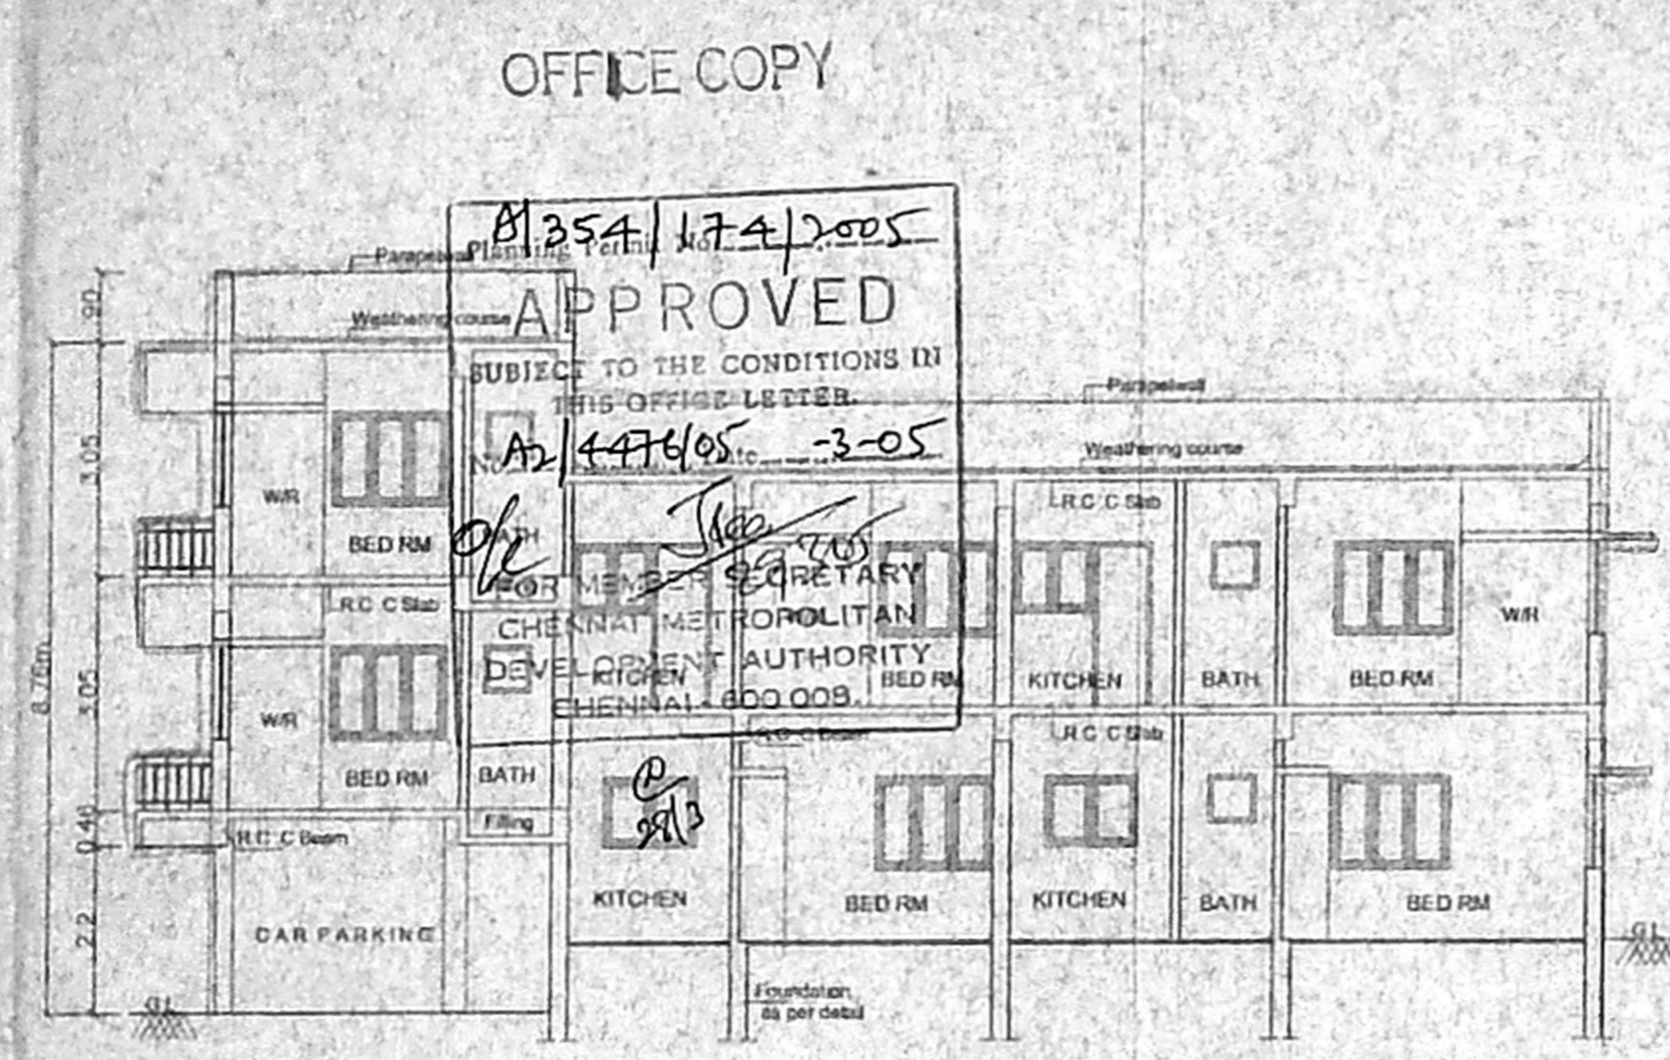 OFFICE COPY
B/354/174/2005
Planning Permit No.
APPROVED
SUBJECT TO THE CONDITIONS IN
THIS OFFICE LETTER.
No. A2/4476/05 Date -3-05
O/c
FOR MEMBER SECRETARY
CHENNAI METROPOLITAN
DEVELOPMENT AUTHORITY
CHENNAI - 600 008.
28/3
Parapetwall
Weathering course
Parapetwall
Weathering course
90
3.05
3.05
0.40
2.2
8.76m
W/R
BED RM
BATH
R.C.C Slab
W/R
BED RM
BATH
Filling
R.C.C Beam
CAR PARKING
G.L
R.C.C Slab
KITCHEN
BED RM
KITCHEN
BATH
BED RM
W/R
R.C.C Beam
R.C.C Slab
KITCHEN
BED RM
KITCHEN
BATH
BED RM
G.L
Foundation
as per detail